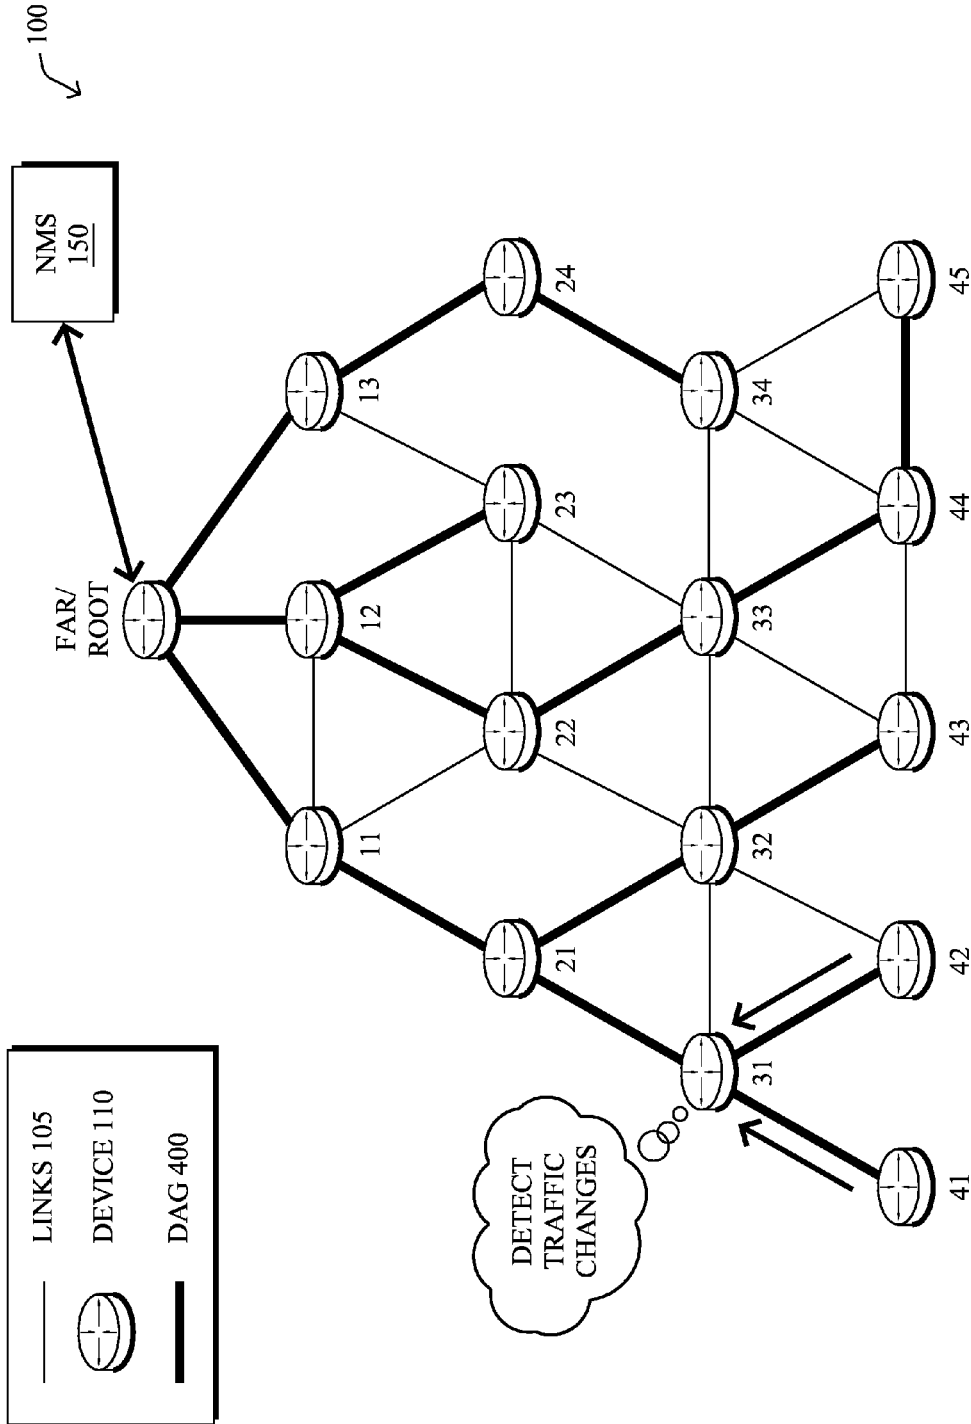 100
NMS
150
FAR/
ROOT
11
12
13
21
22
23
24
31
32
33
34
41
42
43
44
45
DETECT
TRAFFIC
CHANGES
LINKS 105
DEVICE 110
DAG 400